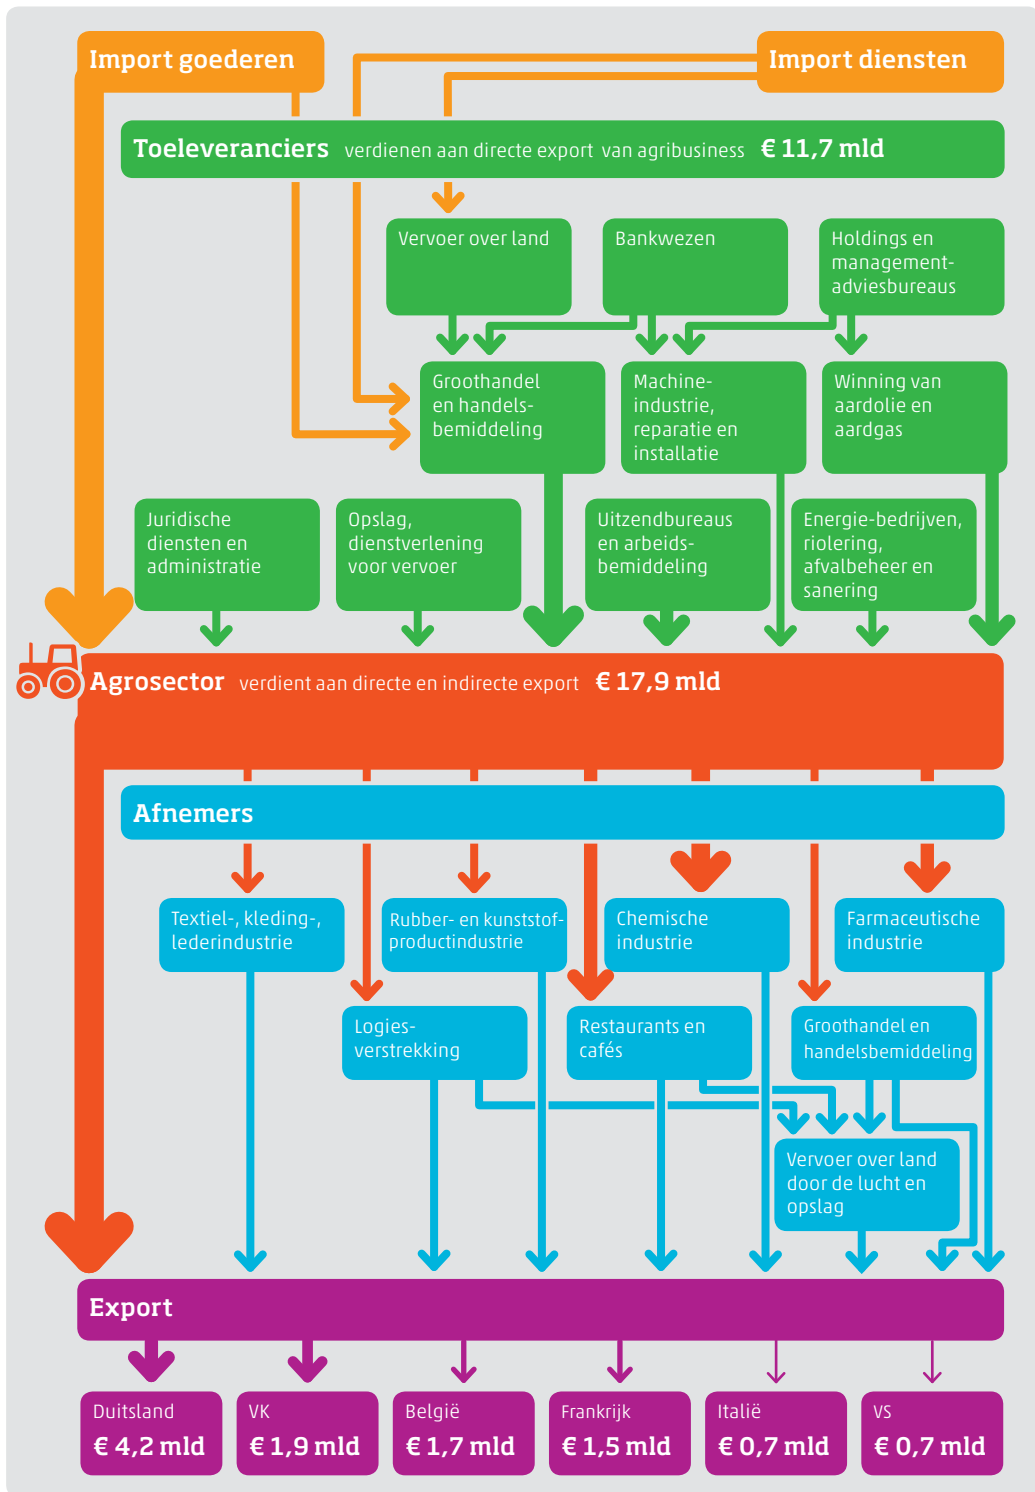 Import goederen
Import diensten
Toeleveranciers verdienen aan directe export van agribusiness € 11,7 mld
Vervoer over land
Bankwezen
Holdings en
management-
adviesbureaus
Groothandel
en handels-
bemiddeling
Machine-
industrie,
reparatie en
installatie
Winning van
aardolie en
aardgas
Juridische
diensten en
administratie
Opslag,
dienstverlening
voor vervoer
Uitzendbureaus
en arbeids-
bemiddeling
Energie-bedrijven,
riolering,
afvalbeheer en
sanering
Agrosector verdient aan directe en indirecte export € 17,9 mld
Afnemers
Textiel-, kleding-,
lederindustrie
Rubber- en kunststof-
productindustrie
Chemische
industrie
Farmaceutische
industrie
Logies-
verstrekking
Restaurants en
cafés
Groothandel en
handelsbemiddeling
Vervoer over land
door de lucht en
opslag
Export
Duitsland
€ 4,2 mld
VK
€ 1,9 mld
België
€ 1,7 mld
Frankrijk
€ 1,5 mld
Italië
€ 0,7 mld
VS
€ 0,7 mld